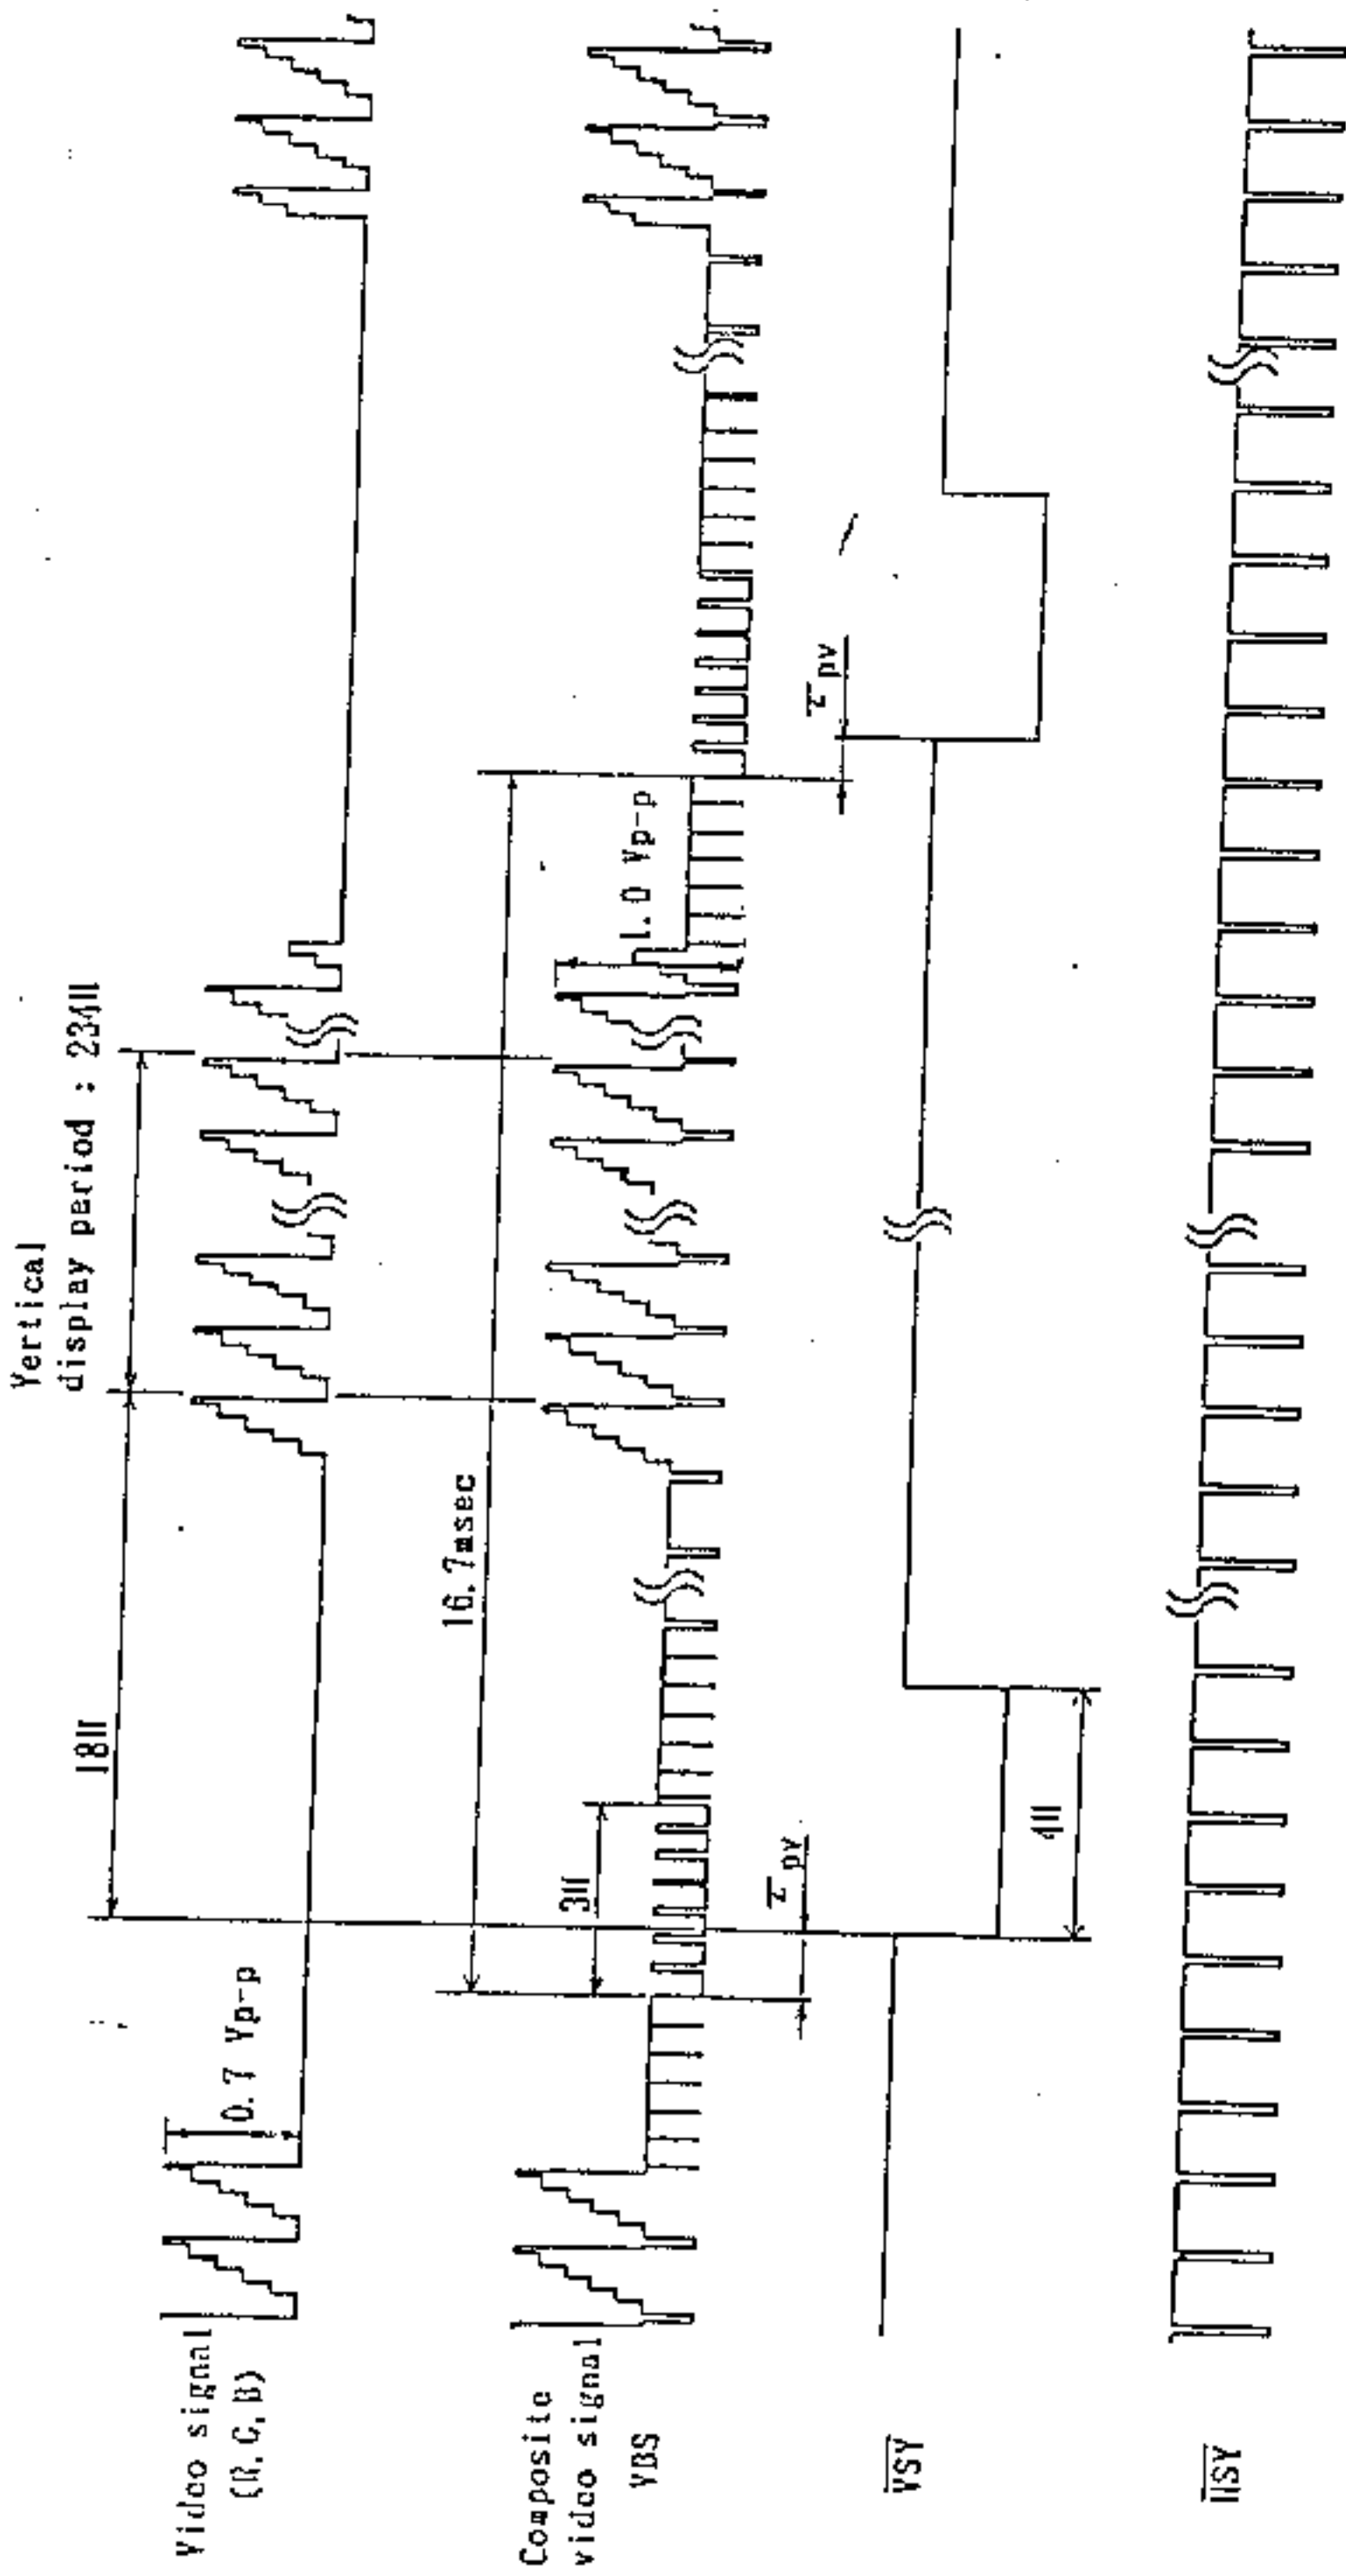 Vertical
display period : 234H
18H
0.7 Vp-p
Video signal
(R, G, B)
16.7msec
1.0 Vp-p
3H
Composite
video signal
VBS
τpv
τpv
4H
VSY
HSY